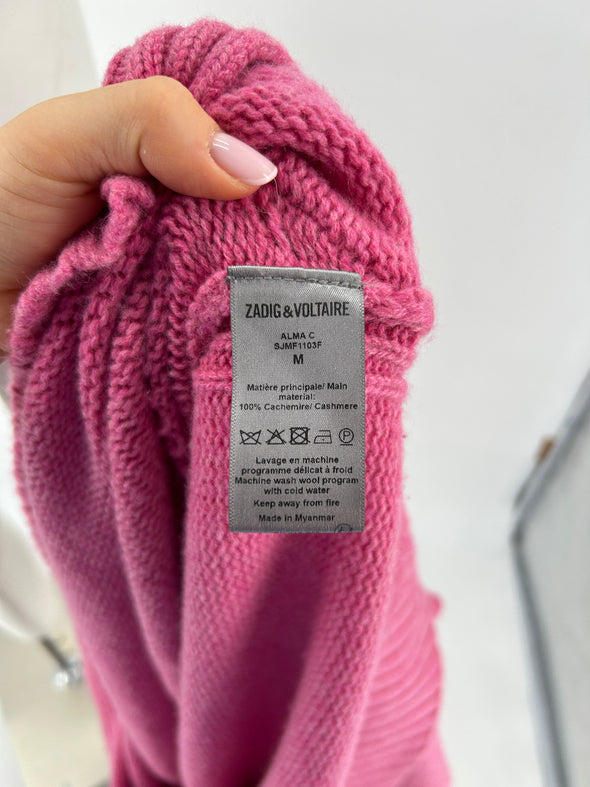 ZADIG&VOLTAIRE
ALMA C
SJMF1103F
M
Matière principale/ Main
material:
100% Cachemire/ Cashmere
P
Lavage en machine
programme délicat à froid
Machine wash wool program
with cold water
Keep away from fire
Made in Myanmar